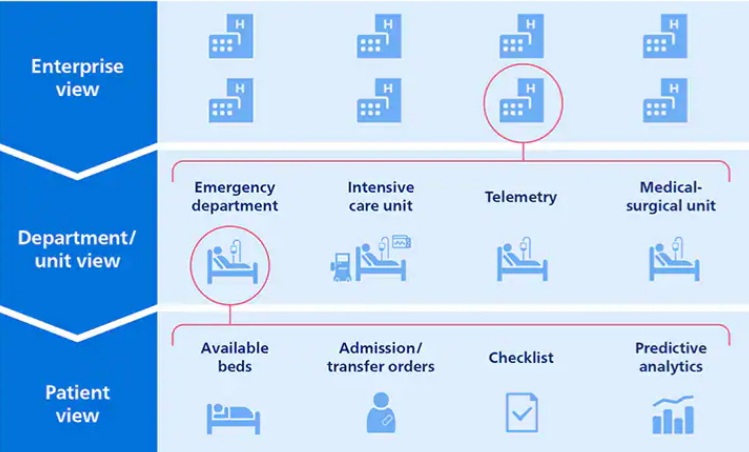 H H H H
Enterprise
view
H H H H
Emergency
department
Intensive
care unit
Telemetry
Medical-
surgical unit
Department/
unit view
Available
beds
Admission/
transfer orders
Checklist
Predictive
analytics
Patient
view